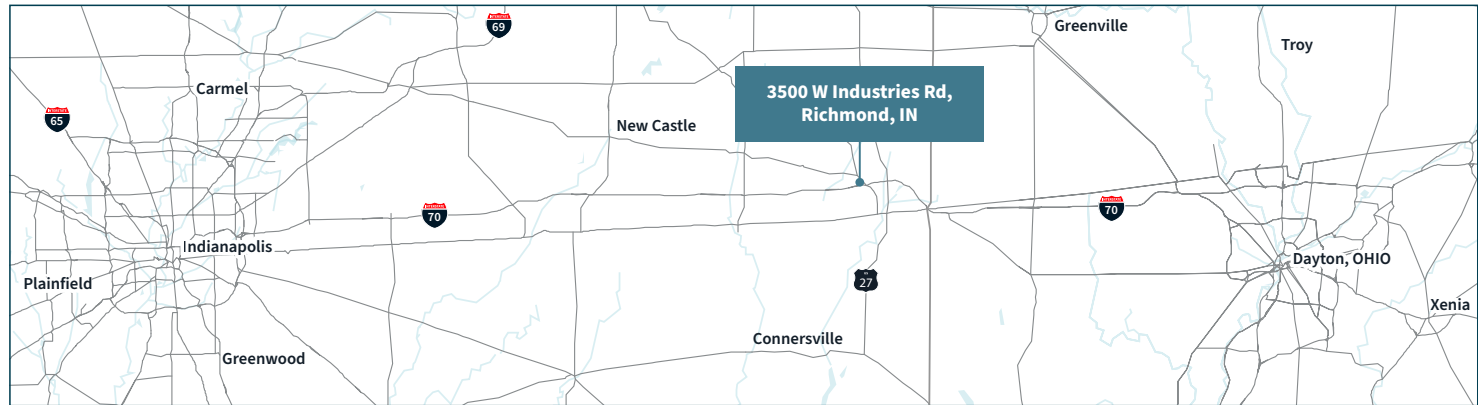 69
Greenville
Troy
Carmel
3500 W Industries Rd,
Richmond, IN
65
New Castle
70
70
Indianapolis
Dayton, OHIO
Plainfield
27
Xenia
Connersville
Greenwood